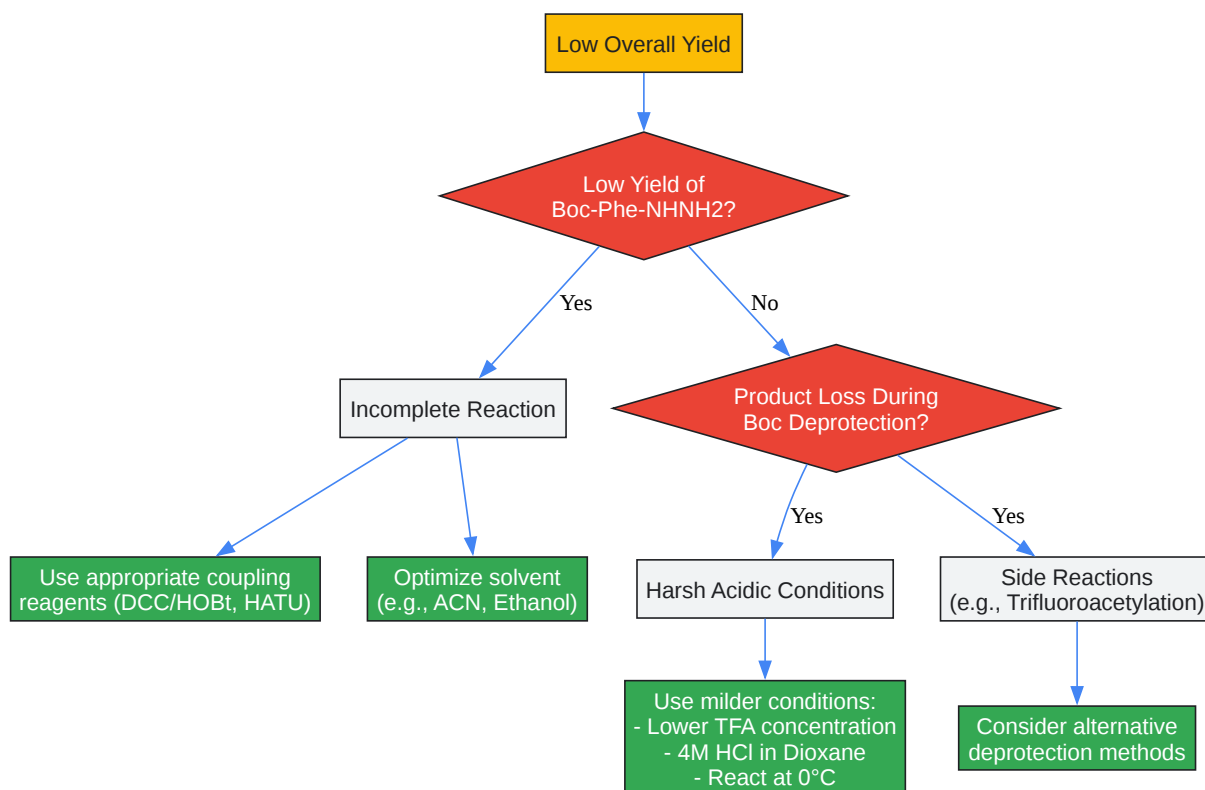 Low Overall Yield
Low Yield of
Boc-Phe-NHNH2?
Yes
No
Incomplete Reaction
Product Loss During
Boc Deprotection?
Yes
Yes
Use appropriate coupling
reagents (DCC/HOBt, HATU)
Optimize solvent
(e.g., ACN, Ethanol)
Harsh Acidic Conditions
Side Reactions
(e.g., Trifluoroacetylation)
Use milder conditions:
- Lower TFA concentration
- 4M HCl in Dioxane
- React at 0°C
Consider alternative
deprotection methods